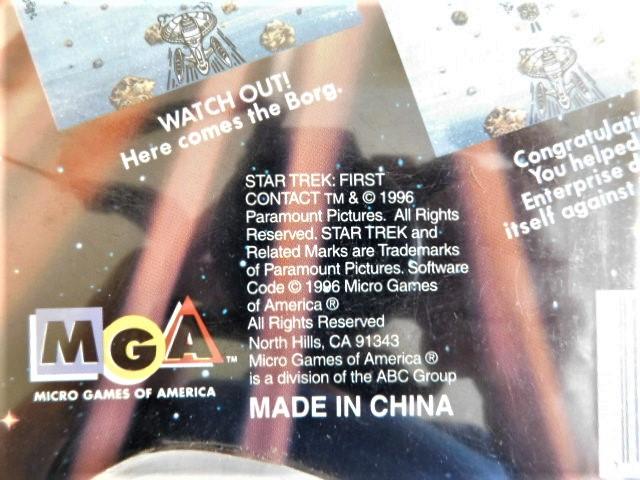 WATCH OUT!
Here comes the Borg.
Congratulati
You helped
Enterprise
itself against
STAR TREK: FIRST
CONTACT TM & © 1996
Paramount Pictures. All Rights
Reserved. STAR TREK and
Related Marks are Trademarks
of Paramount Pictures. Software
Code © 1996 Micro Games
of America ®
All Rights Reserved
North Hills, CA 91343
Micro Games of America ®
is a division of the ABC Group
MADE IN CHINA
MGA™
MICRO GAMES OF AMERICA